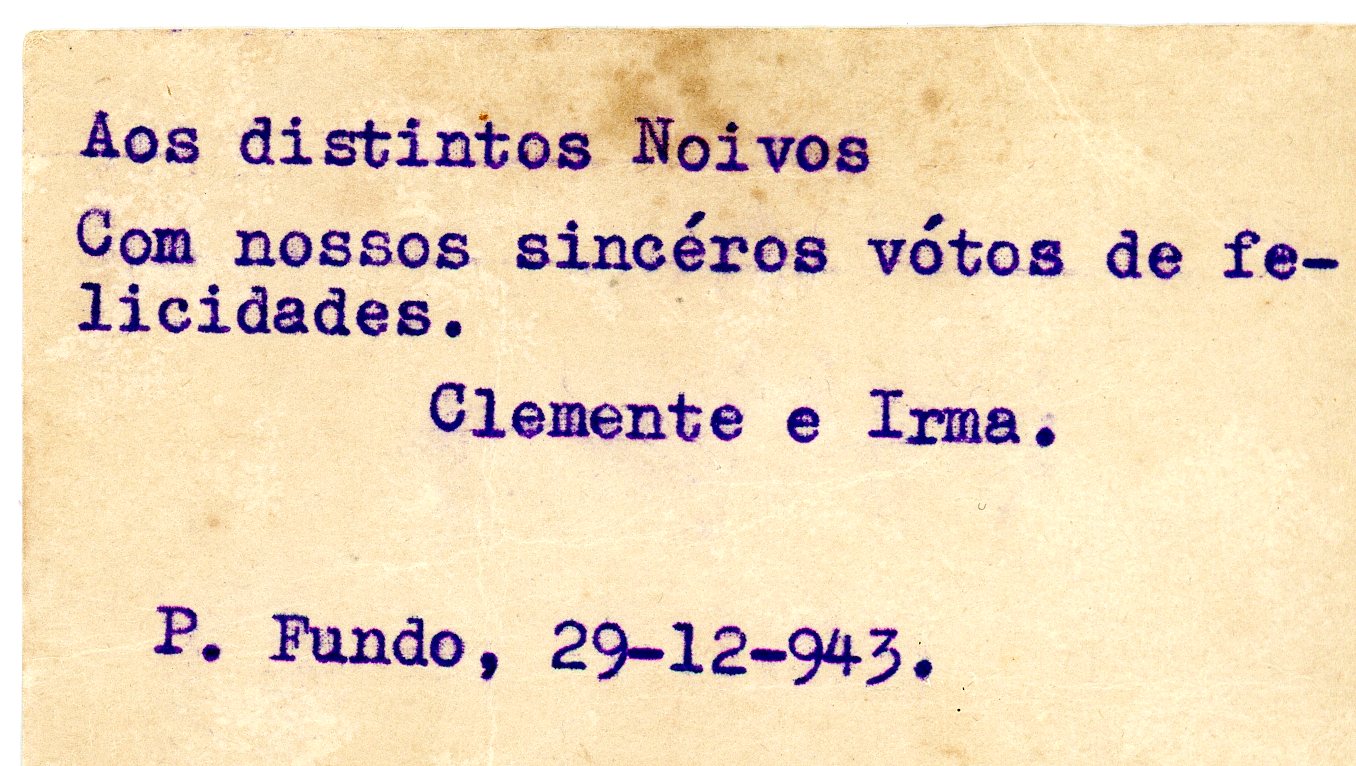 Aos distintos Noivos
Com nossos sincéros vótos de fe-
licidades.
Clemente e Irma.
P. Fundo, 29-12-943.